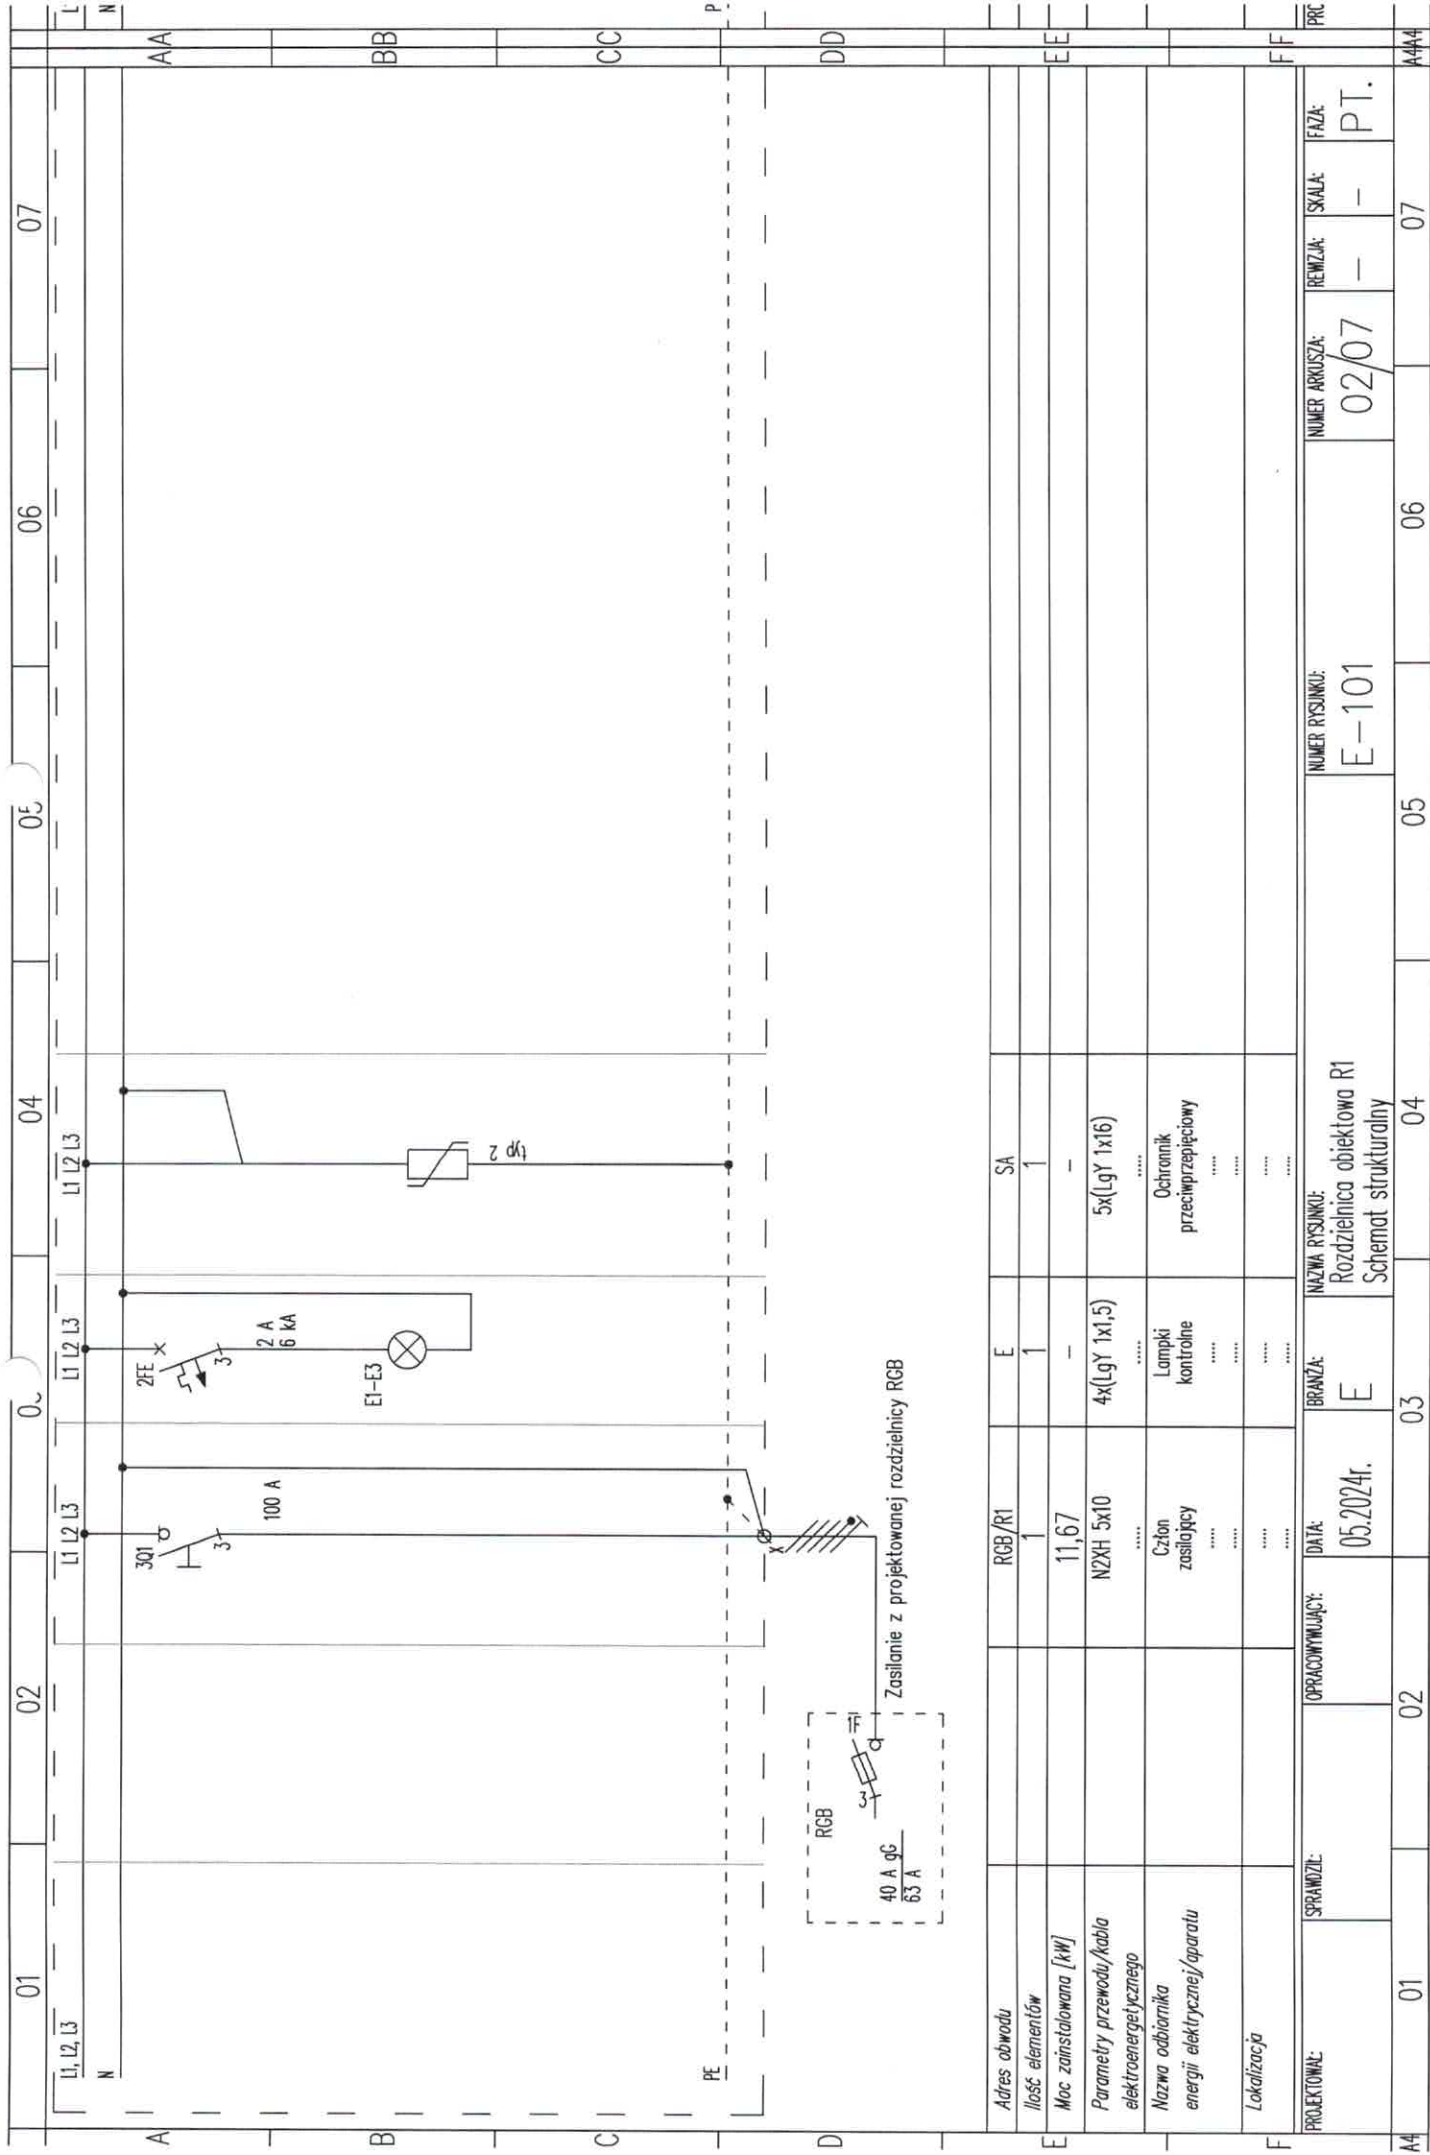 01
02
04
06
07
L1, L2, L3
N
PE
L1 L2 L3
3Q1
3
100 A
L1 L2 L3
2FE
3
2 A
6 kA
E1-E3
L1 L2 L3
typ 2
N
A
B
C
D
E
F
AA
BB
CC
DD
EE
FF
RGB
1F
3
40 A gG
63 A
Zasilanie z projektowanej rozdzielnicy RGB
Adres obwodu RGB/R1 E SA
Ilość elementów 1 1 1
Moc zainstalowana [kW] 11,67 – –
Parametry przewodu/kabla N2XH 5x10 4x(LgY 1x1,5) 5x(LgY 1x16)
elektroenergetycznego ..... ..... .....
Nazwa odbiornika Człon Lampki Ochronnik
energii elektrycznej/aparatu zasilający kontrolne przeciwprzepięciowy
..... ..... .....
..... ..... .....
Lokalizacja ..... ..... .....
..... ..... .....
PROJEKTOWAŁ:
SPRAWDZIŁ:
OPRACOWYWUJĄCY:
DATA:
05.2024r.
BRANŻA:
E
NAZWA RYSUNKU:
Rozdzielnica obiektowa R1
Schemat strukturalny
NUMER RYSUNKU:
E-101
NUMER ARKUSZA:
02/07
REWIZJA:
–
SKALA:
–
FAZA:
PT.
A4
01
02
03
04
05
06
07
A4A4